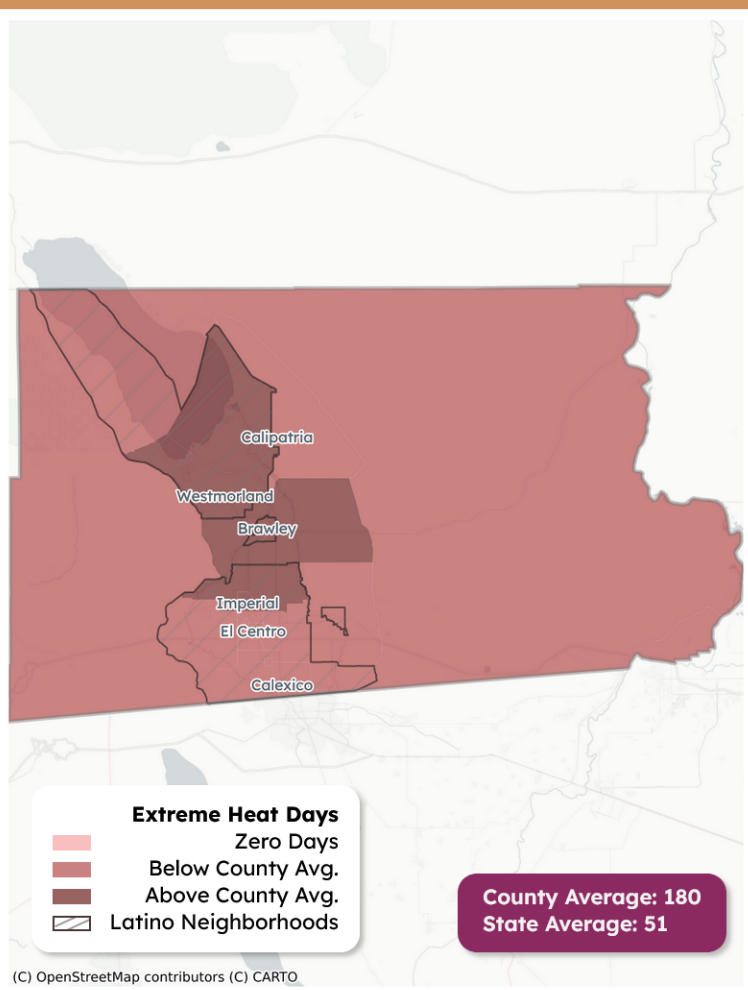 Calipatria
Westmorland
Brawley
Imperial
El Centro
Calexico
Extreme Heat Days
Zero Days
Below County Avg.
Above County Avg.
Latino Neighborhoods
County Average: 180
State Average: 51
(C) OpenStreetMap contributors (C) CARTO